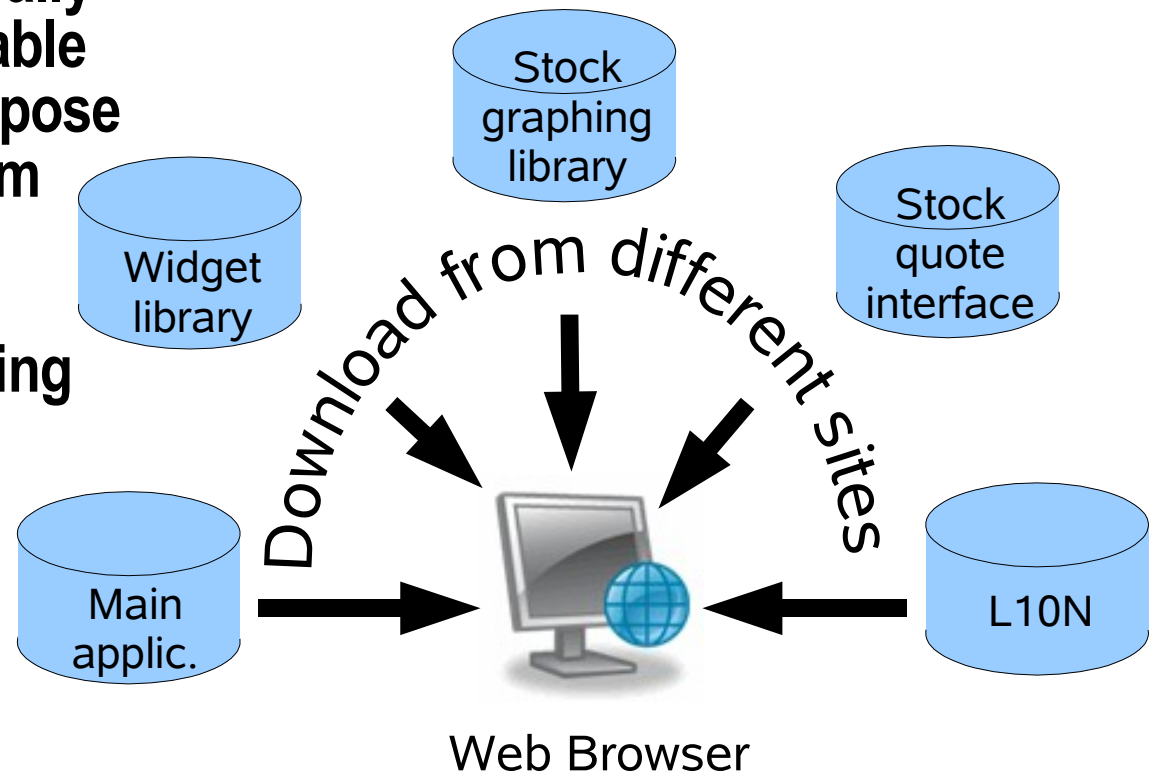 able
pose
m
ing
Stock
graphing
library
Widget
library
Stock
quote
interface
Download from different sites
Main
applic.
L10N
Web Browser